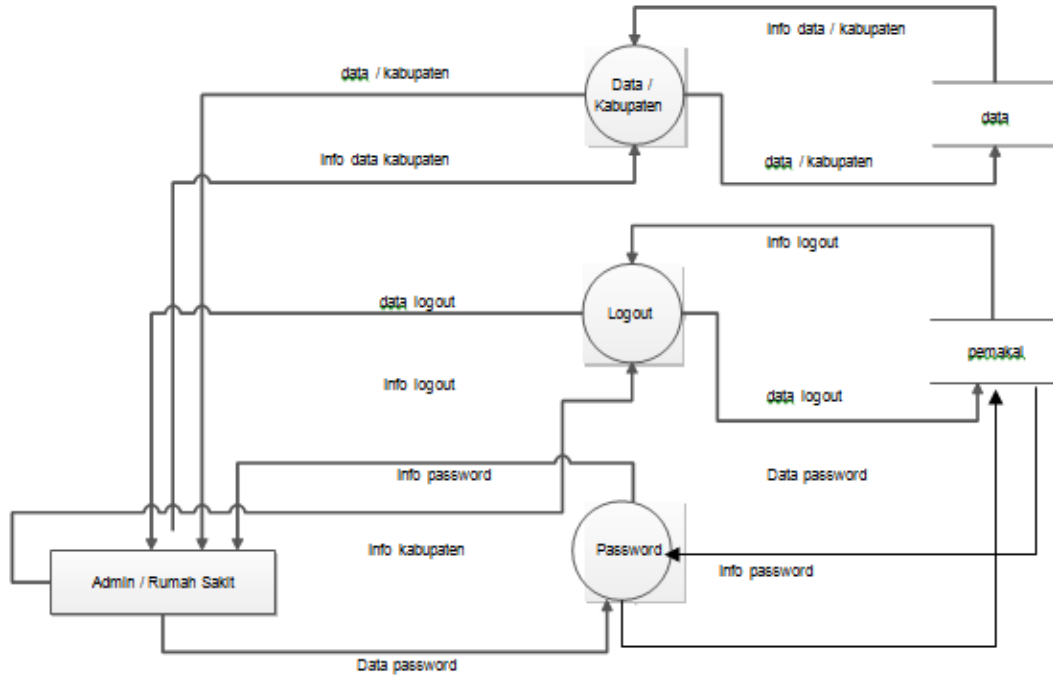 Info data / kabupaten
data / kabupaten
Data /
Kabupaten
data
Info data kabupaten
data / kabupaten
Info logout
data logout
Logout
pemakai
Info logout
data logout
Info password
Data password
Info kabupaten
Password
Info password
Admin / Rumah Sakit
Data password